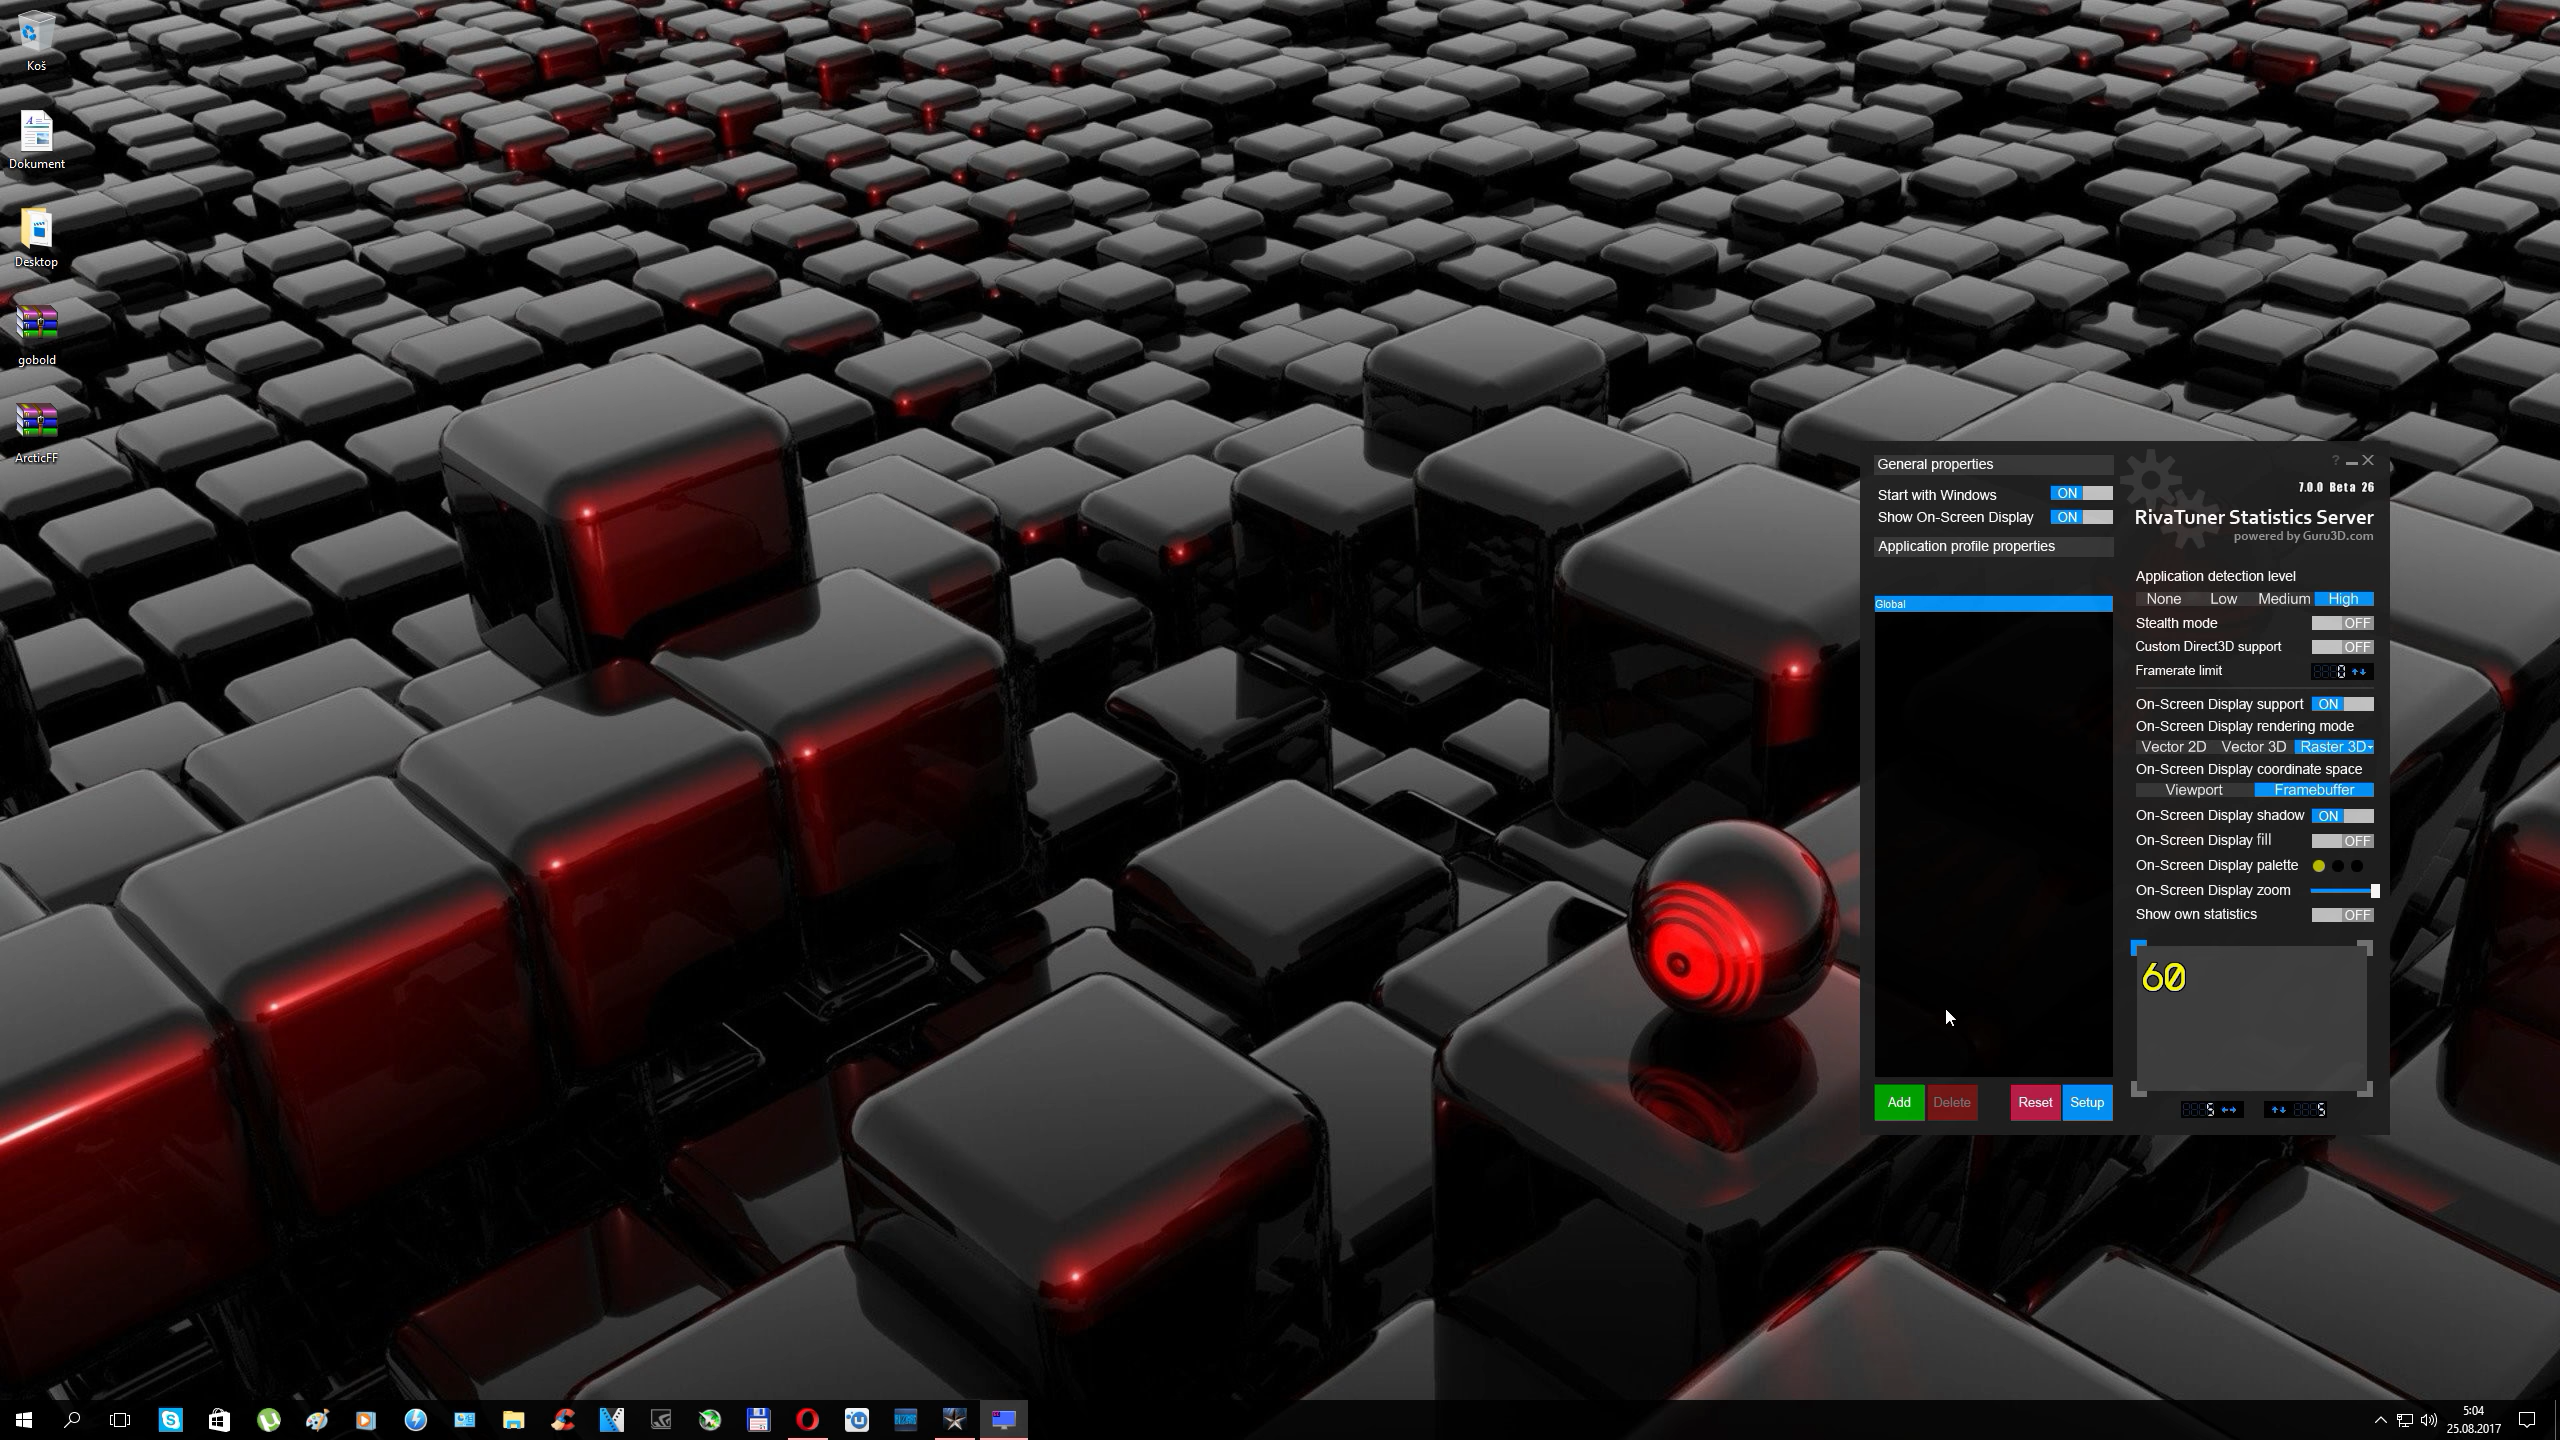 Koš
Dokument
Desktop
gobold
ArcticFF
General properties
Start with Windows ON
Show On-Screen Display ON
Application profile properties
Global
Add Delete Reset Setup
?
7.0.0 Beta 26
RivaTuner Statistics Server
powered by Guru3D.com
Application detection level
None Low Medium High
Stealth mode OFF
Custom Direct3D support OFF
Framerate limit 0
On-Screen Display support ON
On-Screen Display rendering mode
Vector 2D Vector 3D Raster 3D
On-Screen Display coordinate space
Viewport Framebuffer
On-Screen Display shadow ON
On-Screen Display fill OFF
On-Screen Display palette
On-Screen Display zoom
Show own statistics OFF
60
5 5
5:04
25.08.2017